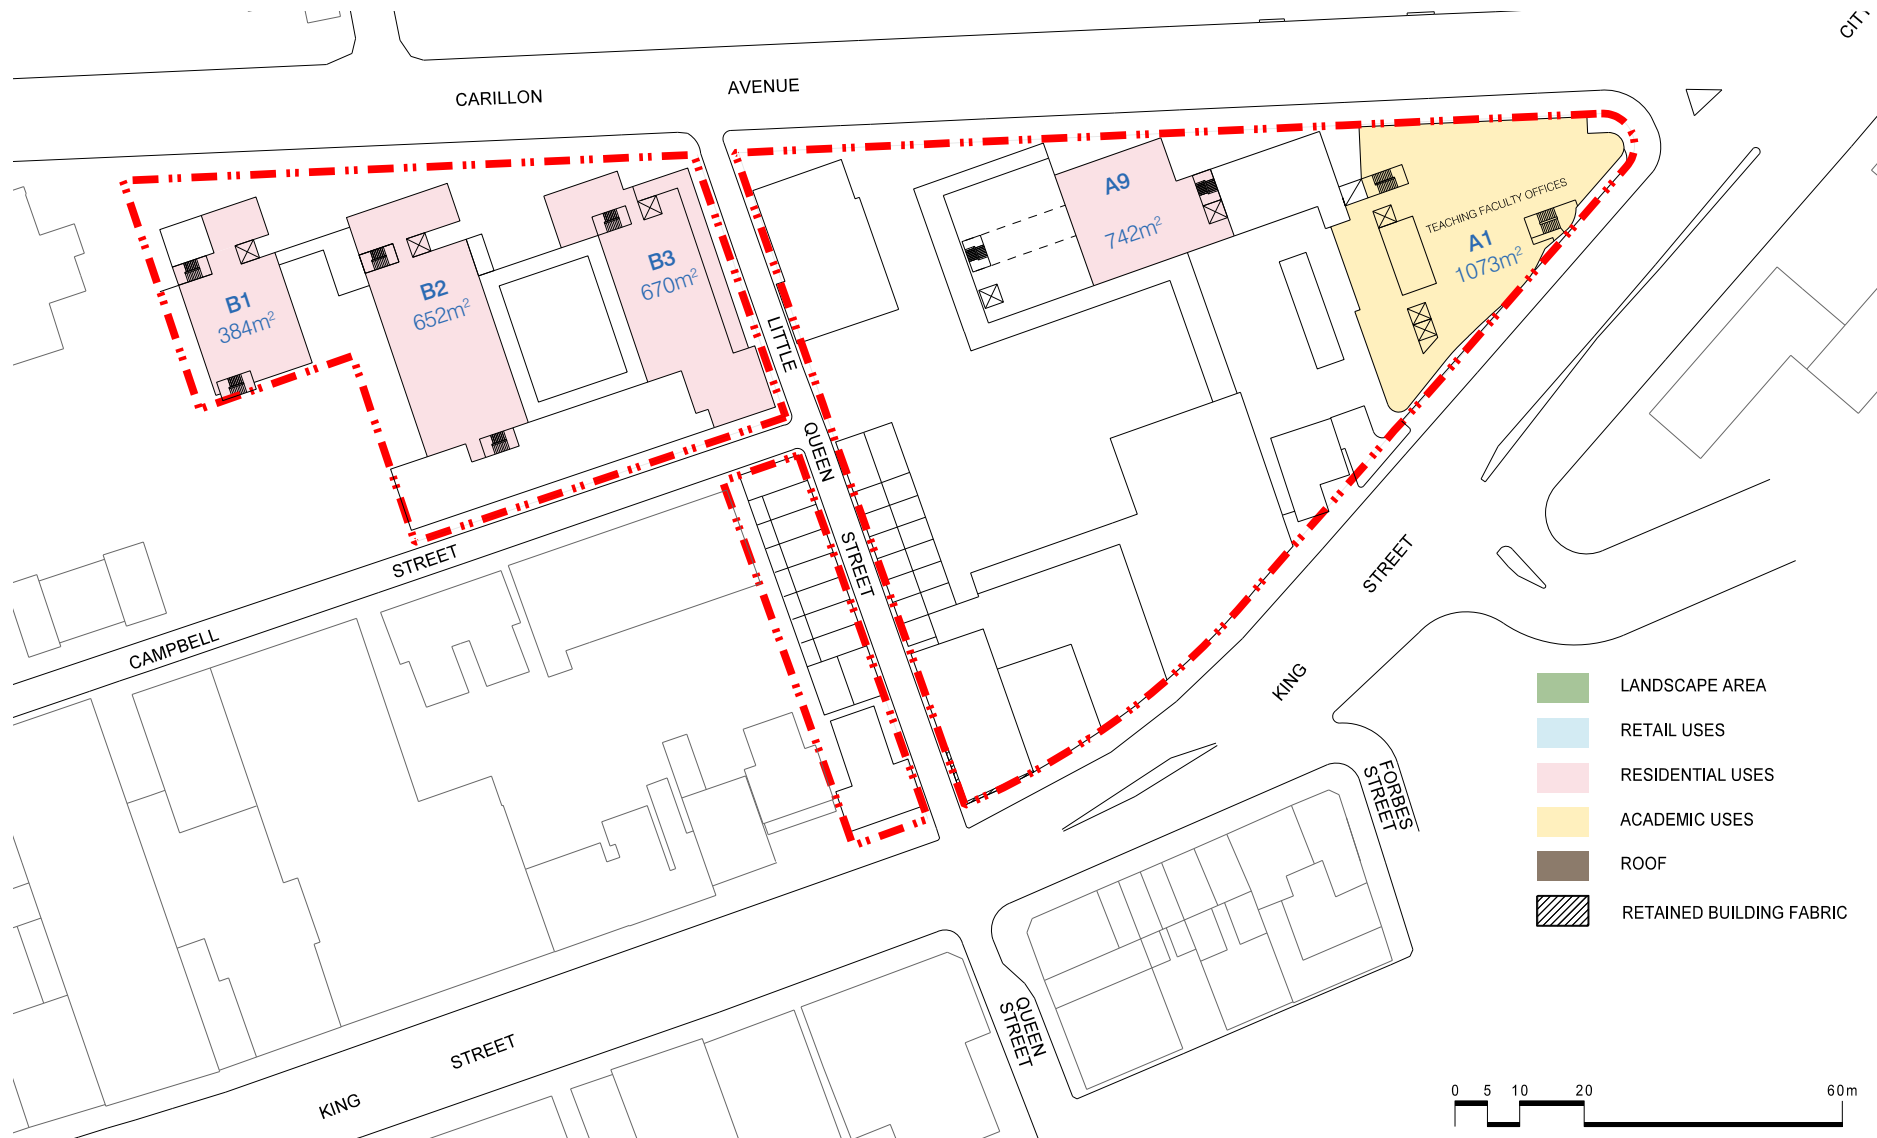 CITY
CARILLON AVENUE
A9
742m²
TEACHING FACULTY OFFICES
A1
1073m²
B1
384m²
B2
652m²
B3
670m²
LITTLE QUEEN STREET
CAMPBELL STREET
KING STREET
FORBES STREET
LANDSCAPE AREA
RETAIL USES
RESIDENTIAL USES
ACADEMIC USES
ROOF
RETAINED BUILDING FABRIC
KING STREET
QUEEN STREET
0 5 10 20 60m